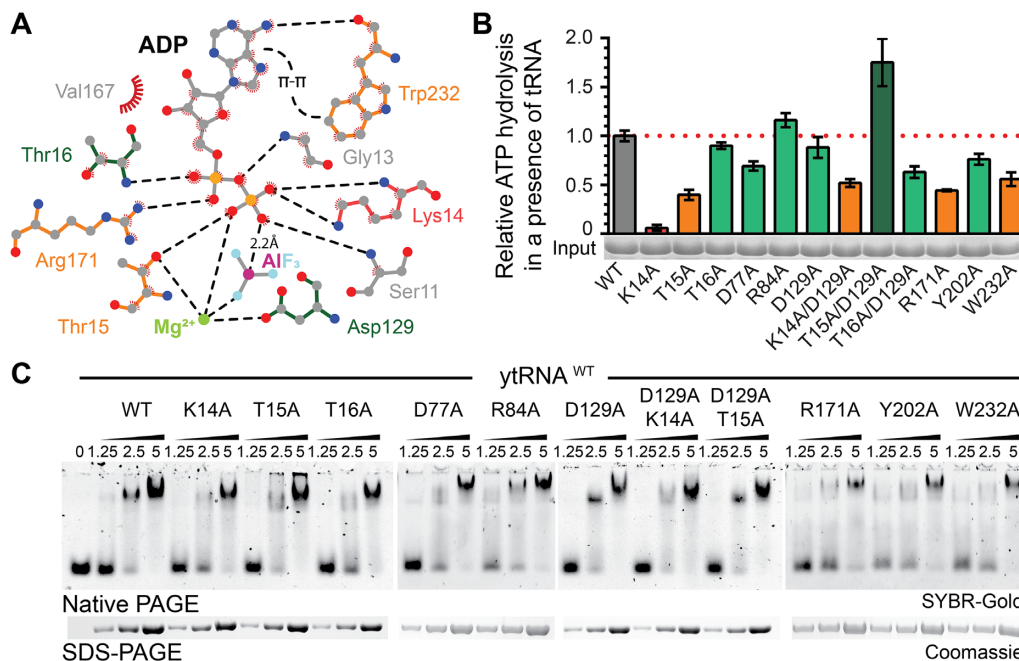 A
ADP
π-π
Val167
Trp232
Thr16
Gly13
Lys14
Arg171
2.2Å
AlF₃
Ser11
Thr15
Mg²⁺
Asp129
B
Relative ATP hydrolysis
in a presence of tRNA
2.0
1.5
1.0
0.5
0
Input
WT
K14A
T15A
T16A
D77A
R84A
D129A
K14A/D129A
T15A/D129A
T16A/D129A
R171A
Y202A
W232A
C
ytRNA WT
WT K14A T15A T16A D77A R84A D129A D129A K14A D129A T15A R171A Y202A W232A
0 1.25 2.5 5 1.25 2.5 5 1.25 2.5 5 1.25 2.5 5 1.25 2.5 5 1.25 2.5 5 1.25 2.5 5 1.25 2.5 5 1.25 2.5 5 1.25 2.5 5 1.25 2.5 5 1.25 2.5 5
Native PAGE SYBR-Gold
SDS-PAGE Coomassie